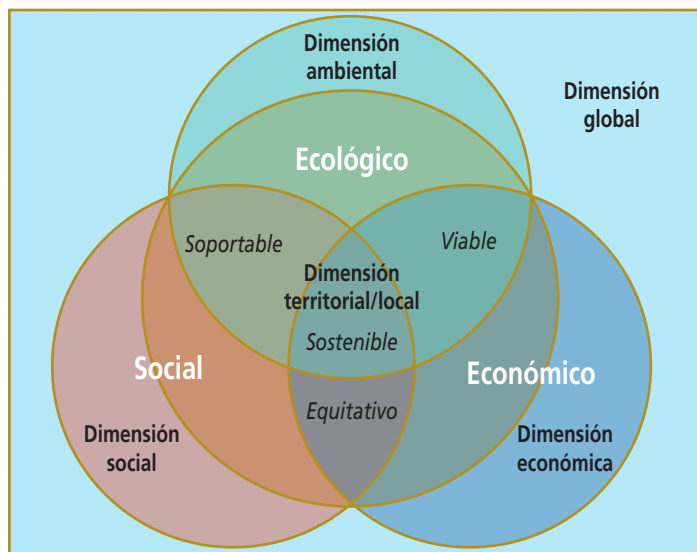 Dimensión
ambiental
Dimensión
global
Ecológico
Soportable
Viable
Dimensión
territorial/local
Sostenible
Social
Económico
Equitativo
Dimensión
social
Dimensión
económica